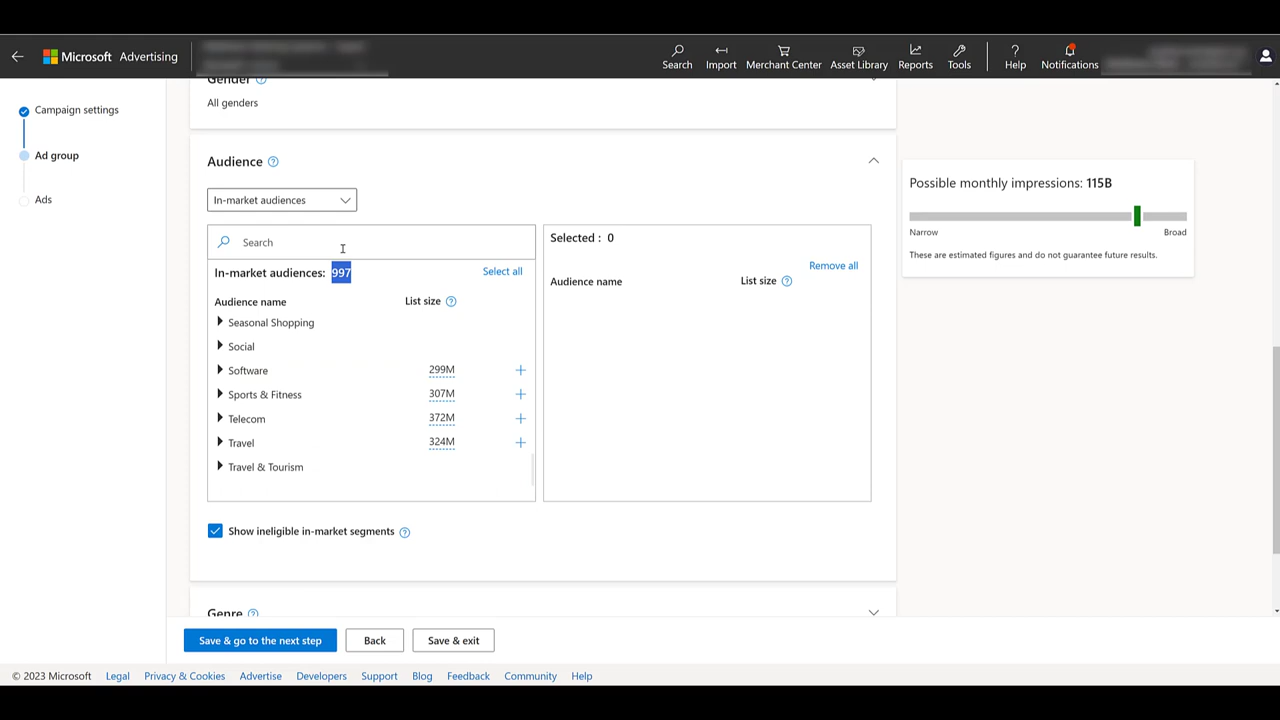 Microsoft Advertising
Search
Import
Merchant Center
Asset Library
Reports
Tools
Help
Notifications
Campaign settings
Ad group
Ads
Gender
All genders
Audience
In-market audiences
Search
In-market audiences: 997
Select all
Audience name
List size
Seasonal Shopping
Social
Software 299M
Sports & Fitness 307M
Telecom 372M
Travel 324M
Travel & Tourism
Selected : 0
Remove all
Audience name
List size
Show ineligible in-market segments
Possible monthly impressions: 115B
Narrow
Broad
These are estimated figures and do not guarantee future results.
Genre
Save & go to the next step
Back
Save & exit
© 2023 Microsoft Legal Privacy & Cookies Advertise Developers Support Blog Feedback Community Help